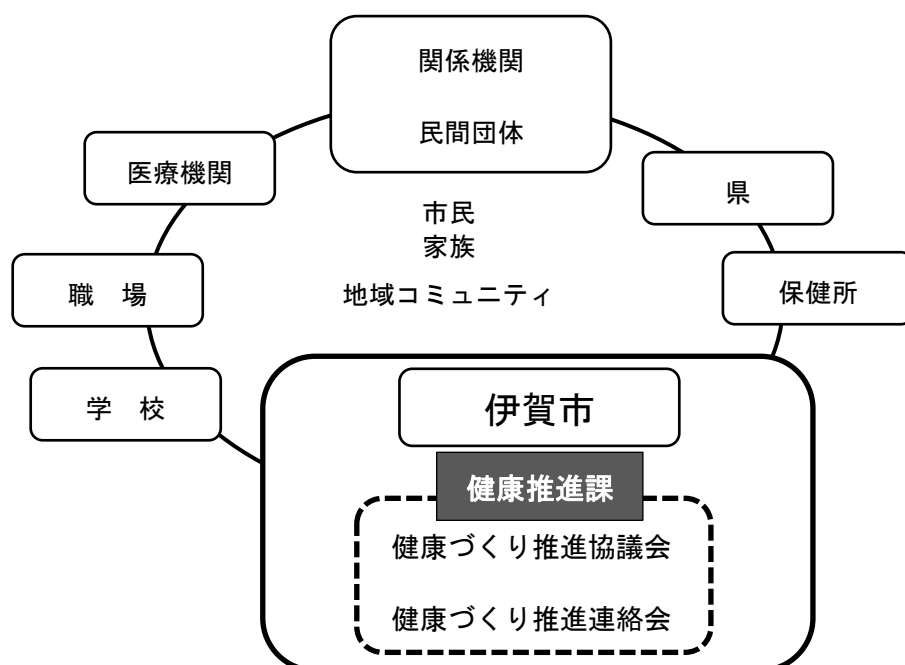 関係機関
民間団体
医療機関
県
市民
家族
職　場
地域コミュニティ
保健所
学　校
伊賀市
健康推進課
健康づくり推進協議会
健康づくり推進連絡会